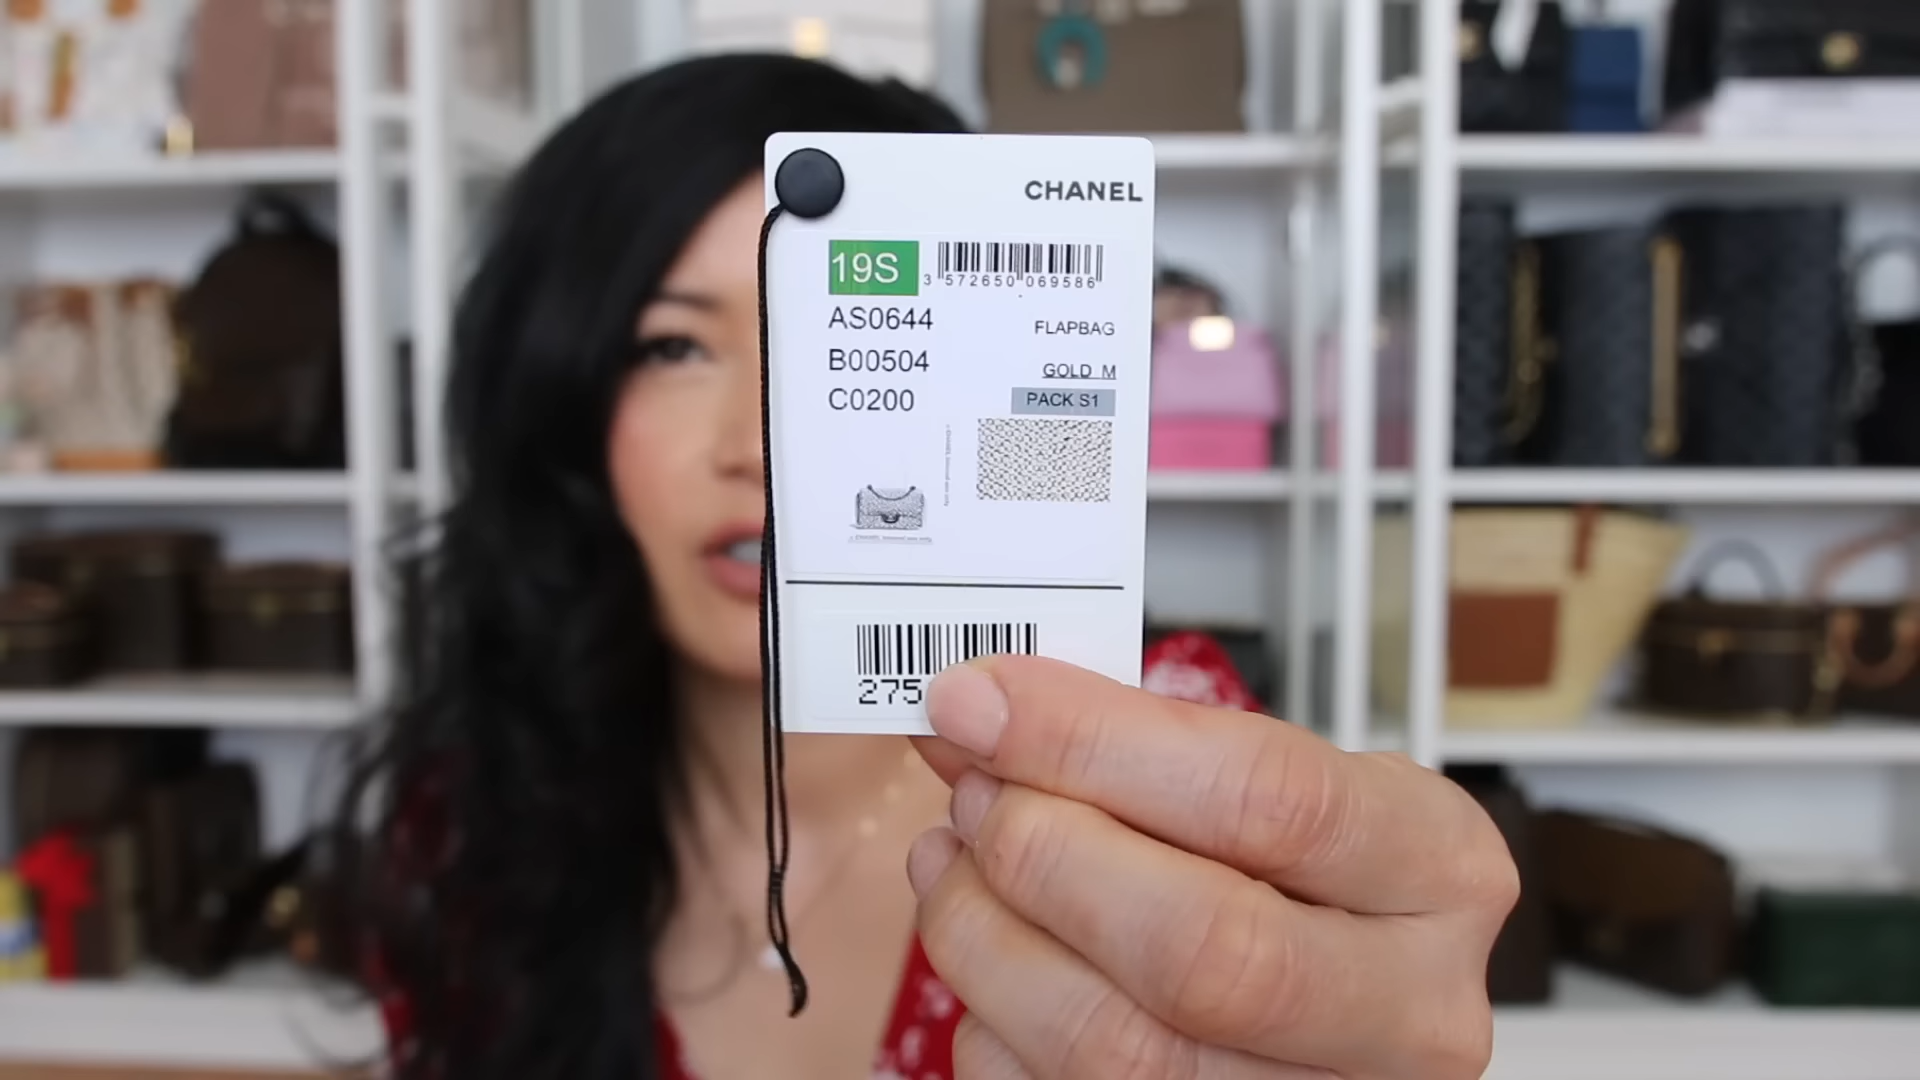 CHANEL
19S
3 572650 069586
AS0644
FLAPBAG
B00504
GOLD M
C0200
PACK S1
275